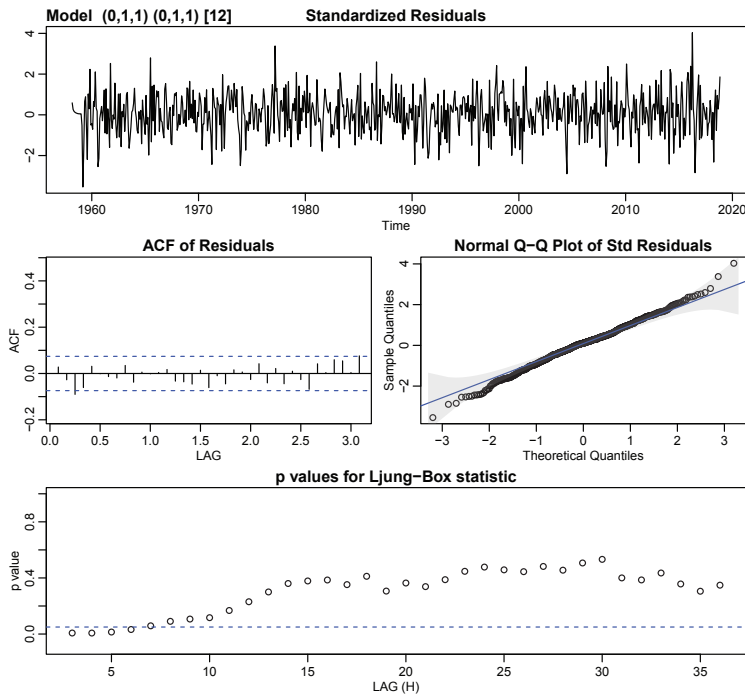 Model (0,1,1) (0,1,1) [12] Standardized Residuals
4
2
0
−2
1960 1970 1980 1990 2000 2010 2020
Time
ACF of Residuals
ACF
0.4
0.2
0.0
−0.2
0.0 0.5 1.0 1.5 2.0 2.5 3.0
LAG
Normal Q−Q Plot of Std Residuals
Sample Quantiles
4
2
0
−2
−3 −2 −1 0 1 2 3
Theoretical Quantiles
p values for Ljung−Box statistic
p value
0.8
0.4
0.0
5 10 15 20 25 30 35
LAG (H)